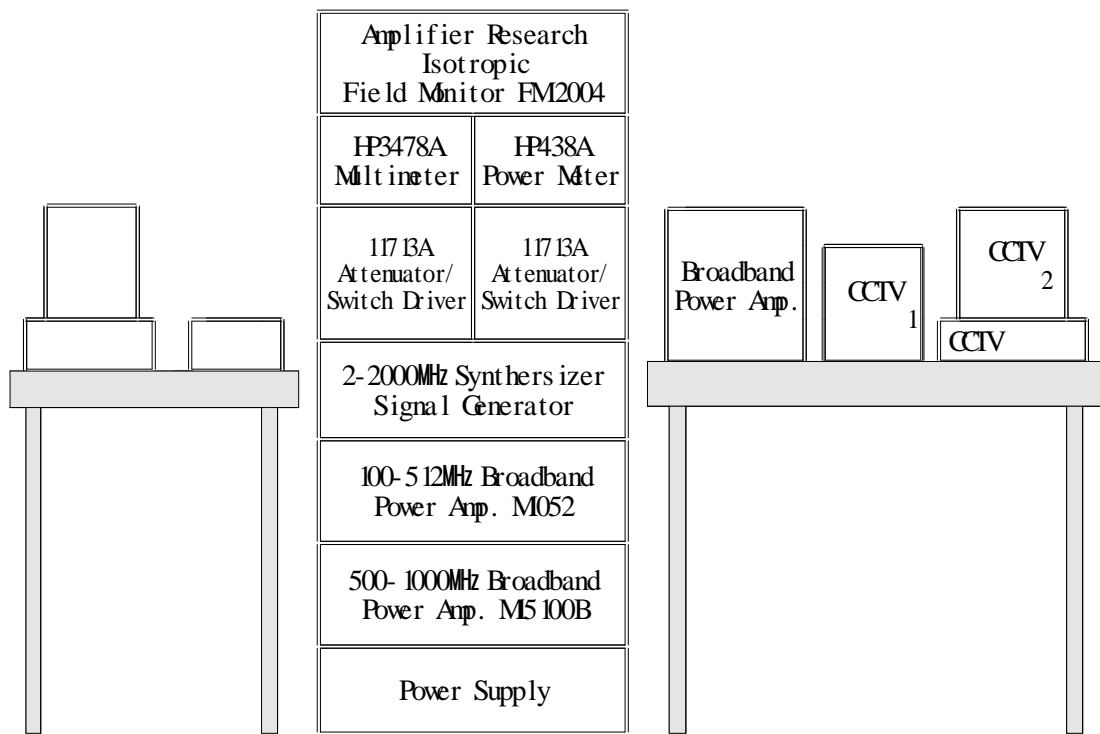 Amplifier Research
Isotropic
Field Monitor FM2004
HP3478A
Multimeter
HP438A
Power Meter
11713A
Attenuator/
Switch Driver
11713A
Attenuator/
Switch Driver
2-2000MHz Synthersizer
Signal Generator
100-512MHz Broadband
Power Amp. M1052
500-1000MHz Broadband
Power Amp. M15100B
Power Supply
Broadband
Power Amp.
CCTV
1
CCTV
2
CCTV